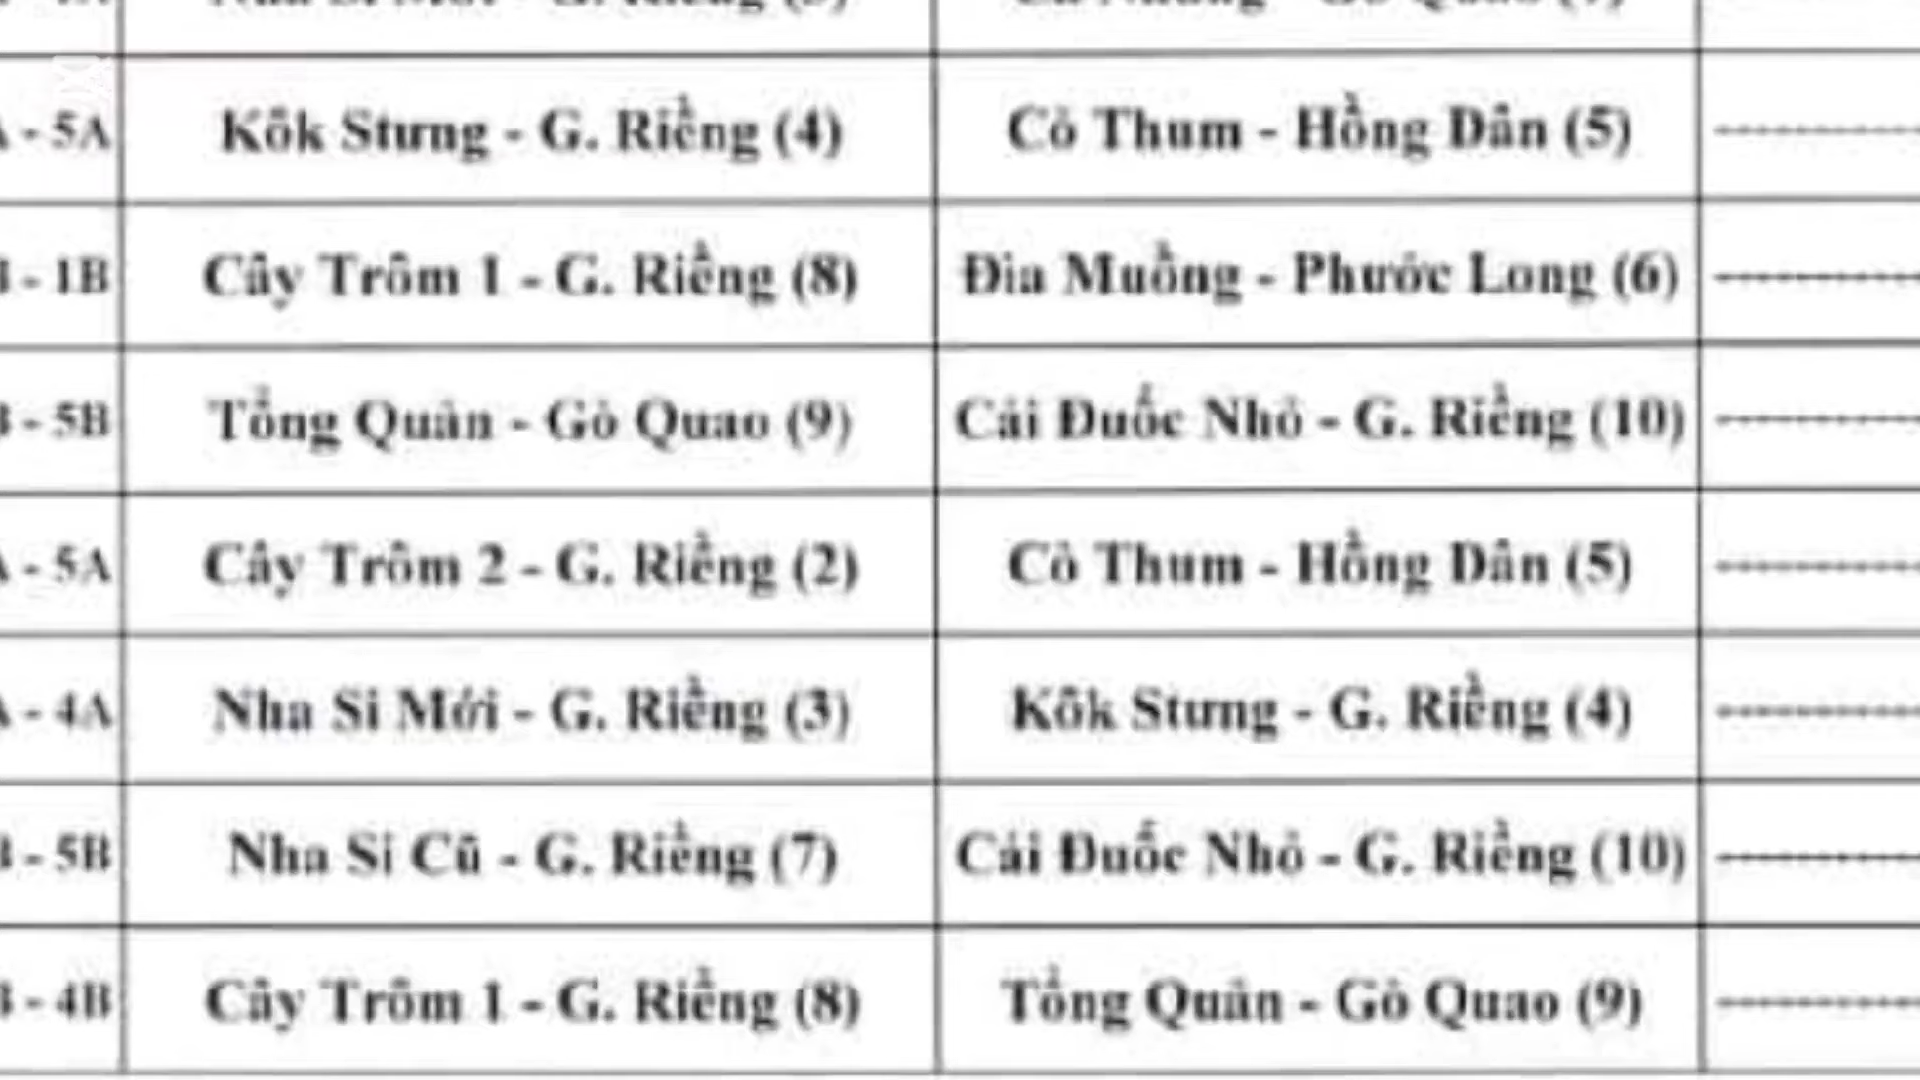 - 5A Kôk Stưng - G. Riềng (4) Cỏ Thum - Hồng Dân (5)
- 1B Cây Trôm 1 - G. Riềng (8) Đìa Muồng - Phước Long (6)
- 5B Tổng Quản - Gò Quao (9) Cái Đuốc Nhỏ - G. Riềng (10)
- 5A Cây Trôm 2 - G. Riềng (2) Cỏ Thum - Hồng Dân (5)
- 4A Nha Si Mới - G. Riềng (3) Kôk Stưng - G. Riềng (4)
- 5B Nha Si Cũ - G. Riềng (7) Cái Đuốc Nhỏ - G. Riềng (10)
- 4B Cây Trôm 1 - G. Riềng (8) Tổng Quản - Gò Quao (9)